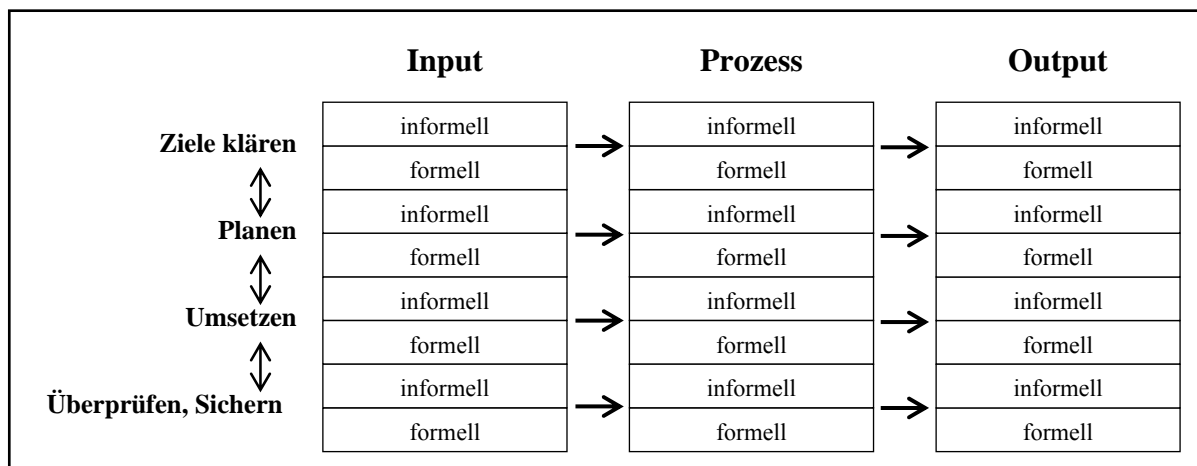 Input Prozess Output
informell informell informell
Ziele klären
formell formell formell
informell informell informell
Planen
formell formell formell
informell informell informell
Umsetzen
formell formell formell
informell informell informell
Überprüfen, Sichern
formell formell formell